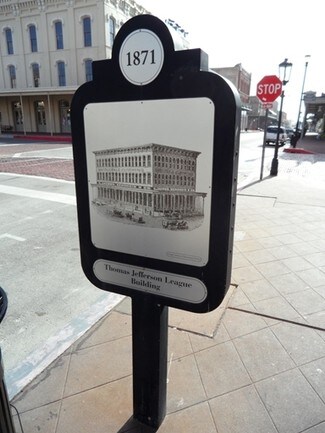 1871
STOP
Thomas Jefferson League
Building